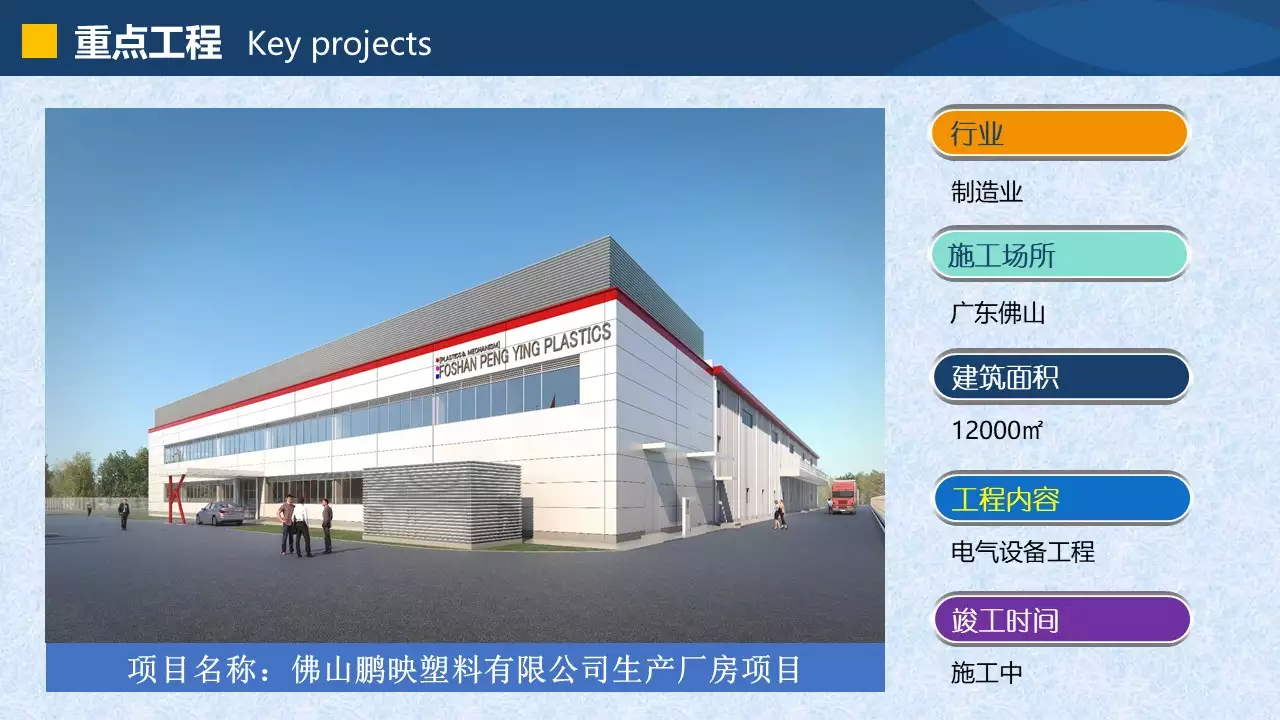 重点工程 Key projects
[PLASTICS & MECHANISM]
FOSHAN PENG YING PLASTICS
项目名称：佛山鹏映塑料有限公司生产厂房项目
行业
制造业
施工场所
广东佛山
建筑面积
12000㎡
工程内容
电气设备工程
竣工时间
施工中